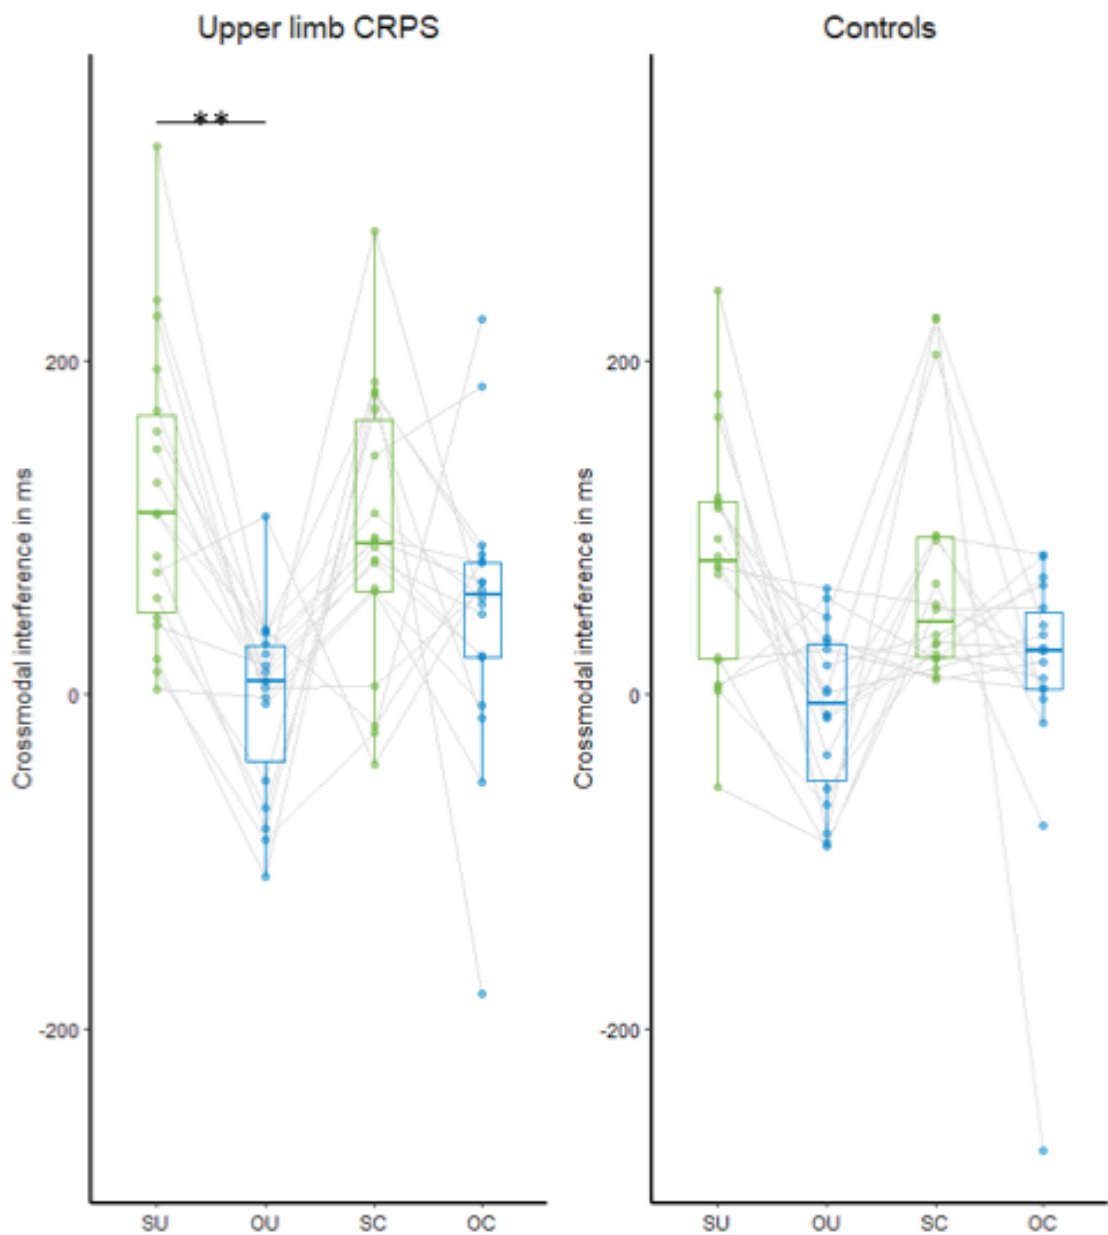 Upper limb CRPS
**
Crossmodal interference in ms
200
0
-200
SU OU SC OC
Controls
Crossmodal interference in ms
200
0
-200
SU OU SC OC